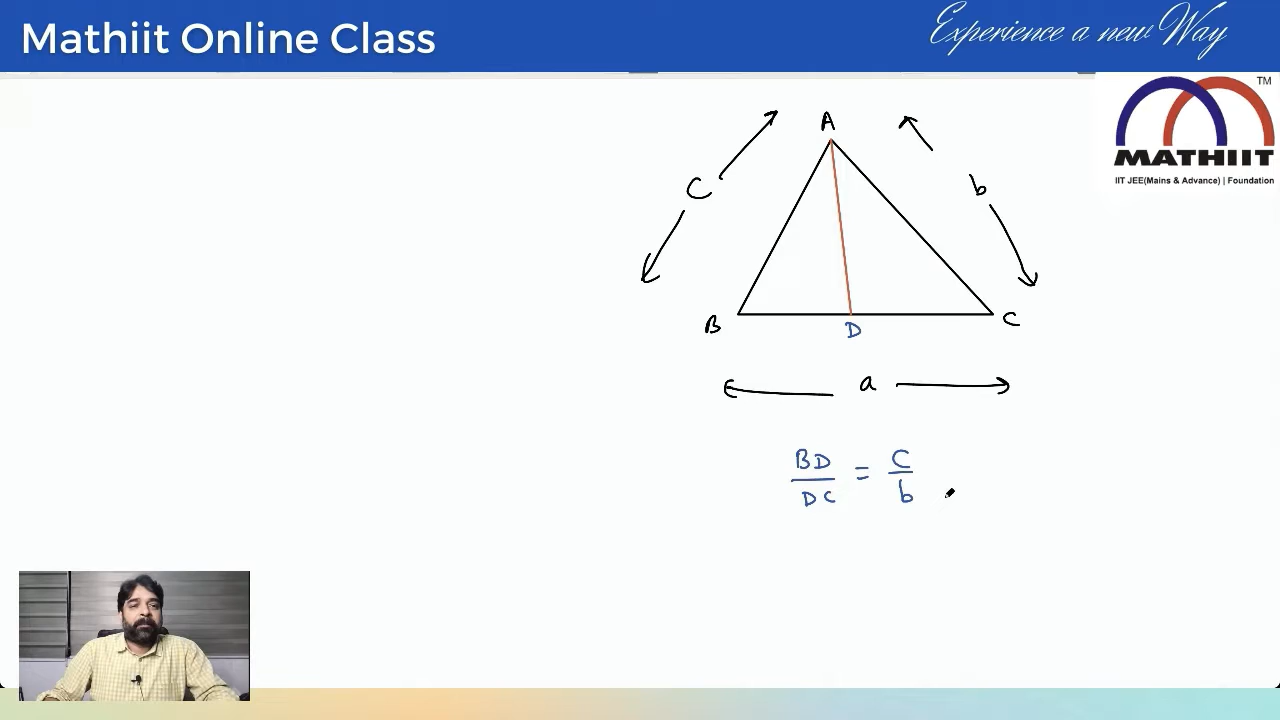 Mathiit Online Class
Experience a new Way
TM
MATHIIT
IIT JEE(Mains & Advance) | Foundation
A
C
b
B
D
C
a
BD
DC
=
C
b